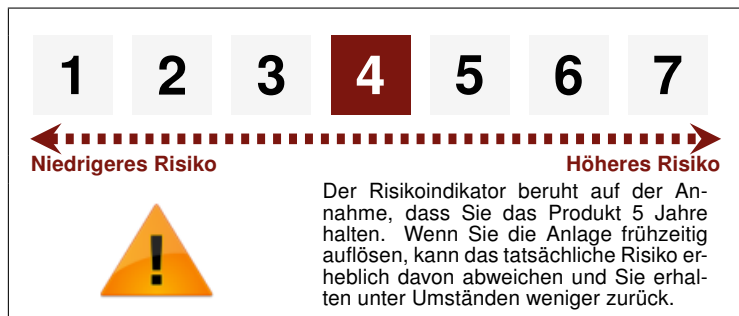 1 2 3 4 5 6 7
Niedrigeres Risiko Höheres Risiko
Der Risikoindikator beruht auf der An-
nahme, dass Sie das Produkt 5 Jahre
halten. Wenn Sie die Anlage frühzeitig
auflösen, kann das tatsächliche Risiko er-
heblich davon abweichen und Sie erhal-
ten unter Umständen weniger zurück.